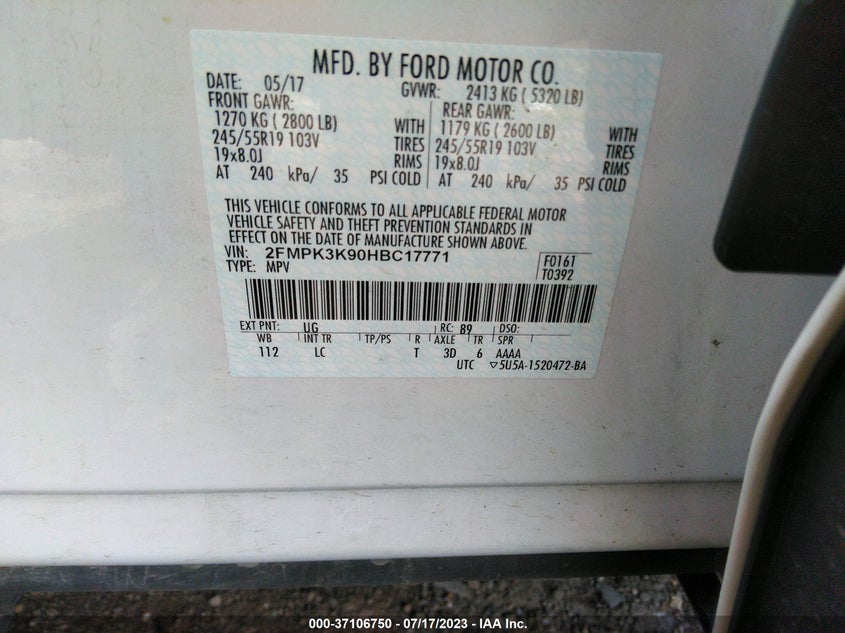 MFD. BY FORD MOTOR CO.
DATE: 05/17 GVWR: 2413 KG ( 5320 LB)
FRONT GAWR: REAR GAWR:
1270 KG ( 2800 LB) WITH 1179 KG ( 2600 LB) WITH
245/55R19 103V TIRES 245/55R19 103V TIRES
19x8.0J RIMS 19x8.0J RIMS
AT 240 kPa/ 35 PSI COLD AT 240 kPa/ 35 PSI COLD
THIS VEHICLE CONFORMS TO ALL APPLICABLE FEDERAL MOTOR
VEHICLE SAFETY AND THEFT PREVENTION STANDARDS IN
EFFECT ON THE DATE OF MANUFACTURE SHOWN ABOVE.
VIN: 2FMPK3K90HBC17771 F0161
TYPE: MPV T0392
EXT PNT: UG RC: 89 DSO:
WB INT TR TP/PS R AXLE TR SPR
112 LC T 3D 6 AAAA
UTC ▽5U5A-1520472-BA
000-37106750 - 07/17/2023 - IAA Inc.